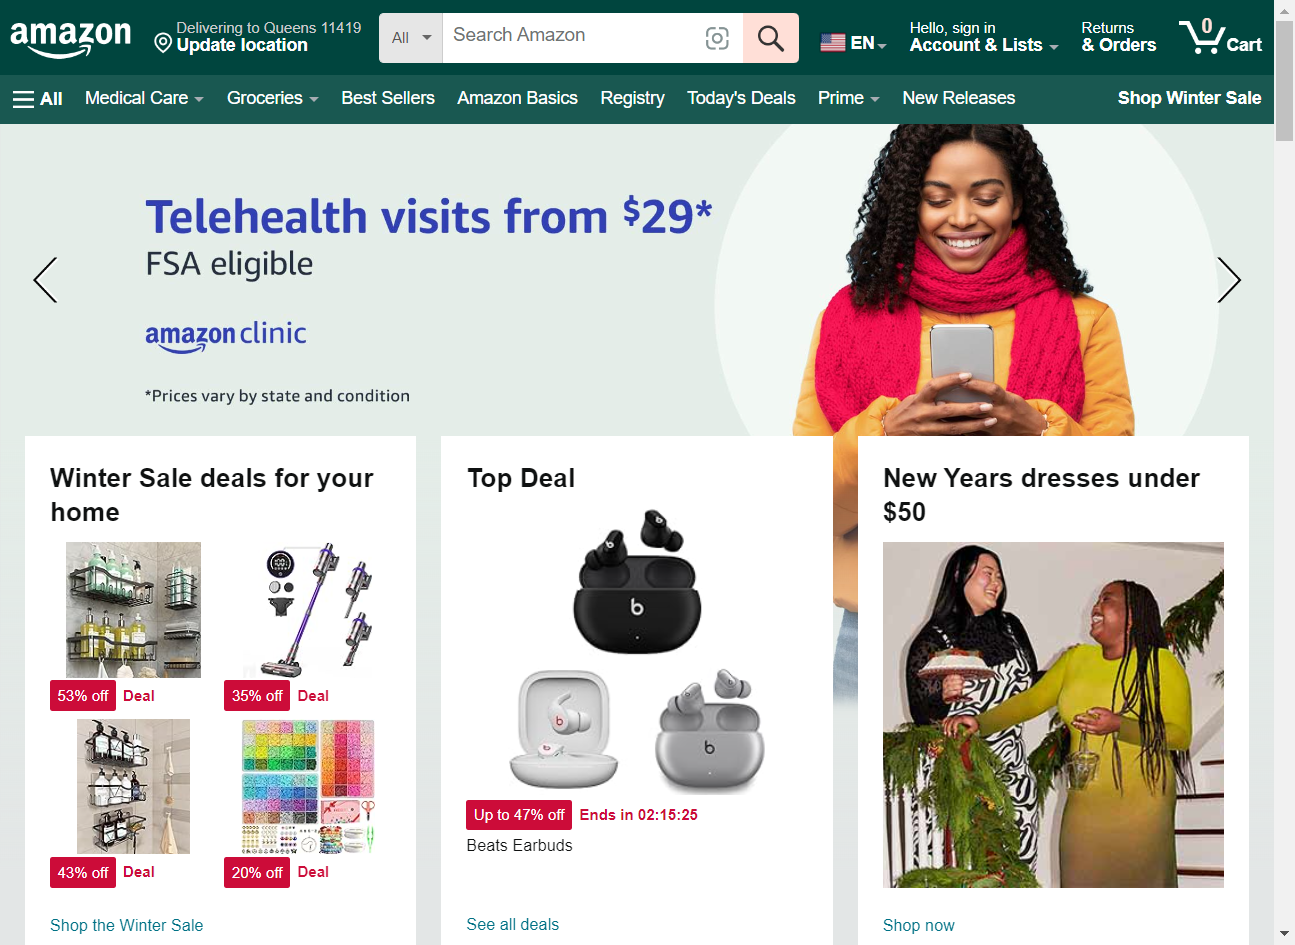 amazon
Delivering to Queens 11419
Update location
All
Search Amazon
EN
Hello, sign in
Account & Lists
Returns
& Orders
0
Cart
All
Medical Care
Groceries
Best Sellers
Amazon Basics
Registry
Today's Deals
Prime
New Releases
Shop Winter Sale
Telehealth visits from $29*
FSA eligible
amazon clinic
*Prices vary by state and condition
Winter Sale deals for your
home
53% off Deal
35% off Deal
43% off Deal
20% off Deal
Shop the Winter Sale
Top Deal
Up to 47% off Ends in 02:15:25
Beats Earbuds
See all deals
New Years dresses under
$50
Shop now